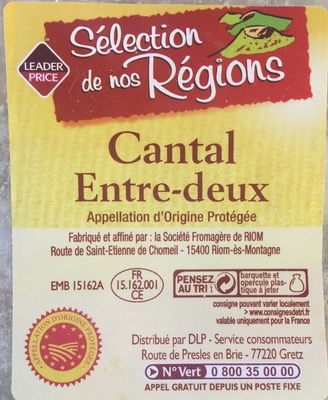 Sélection
de nos Régions
LEADER
PRICE
Cantal
Entre-deux
Appellation d'Origine Protégée
Fabriqué et affiné par : la Société Fromagère de RIOM
Route de Saint-Etienne de Chomeil - 15400 Riom-ès-Montagne
EMB 15162A
FR
15.162.001
CE
PENSEZ
AU TRI !
barquette et
opercule plas-
tique à jeter
consigne pouvant varier localement
> www.consignesdetri.fr
valable uniquement pour la France
APPELLATION D'ORIGINE PROTÉGÉE
Distribué par DLP - Service consommateurs
Route de Presles en Brie - 77220 Gretz
N° Vert 0 800 35 00 00
APPEL GRATUIT DEPUIS UN POSTE FIXE